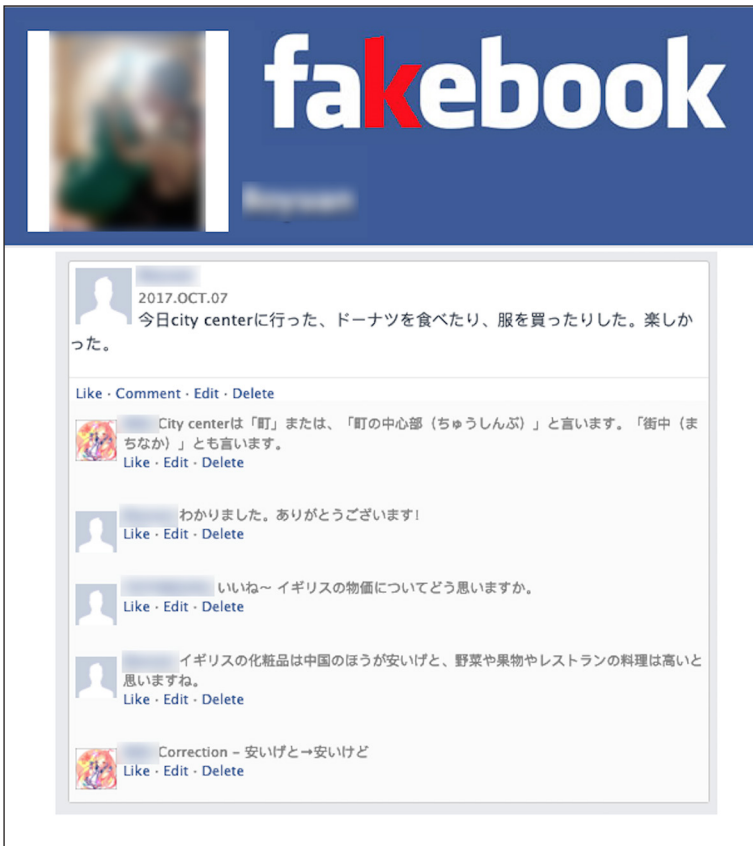 fakebook
2017.OCT.07
今日city centerに行った、ドーナツを食べたり、服を買ったりした。楽しか
った。
Like · Comment · Edit · Delete
City centerは「町」または、「町の中心部（ちゅうしんぶ）」と言います。「街中（ま
ちなか）」とも言います。
Like · Edit · Delete
わかりました。ありがとうございます!
Like · Edit · Delete
いいね～ イギリスの物価についてどう思いますか。
Like · Edit · Delete
イギリスの化粧品は中国のほうが安いげと、野菜や果物やレストランの料理は高いと
思いますね。
Like · Edit · Delete
Correction – 安いげと→安いけど
Like · Edit · Delete